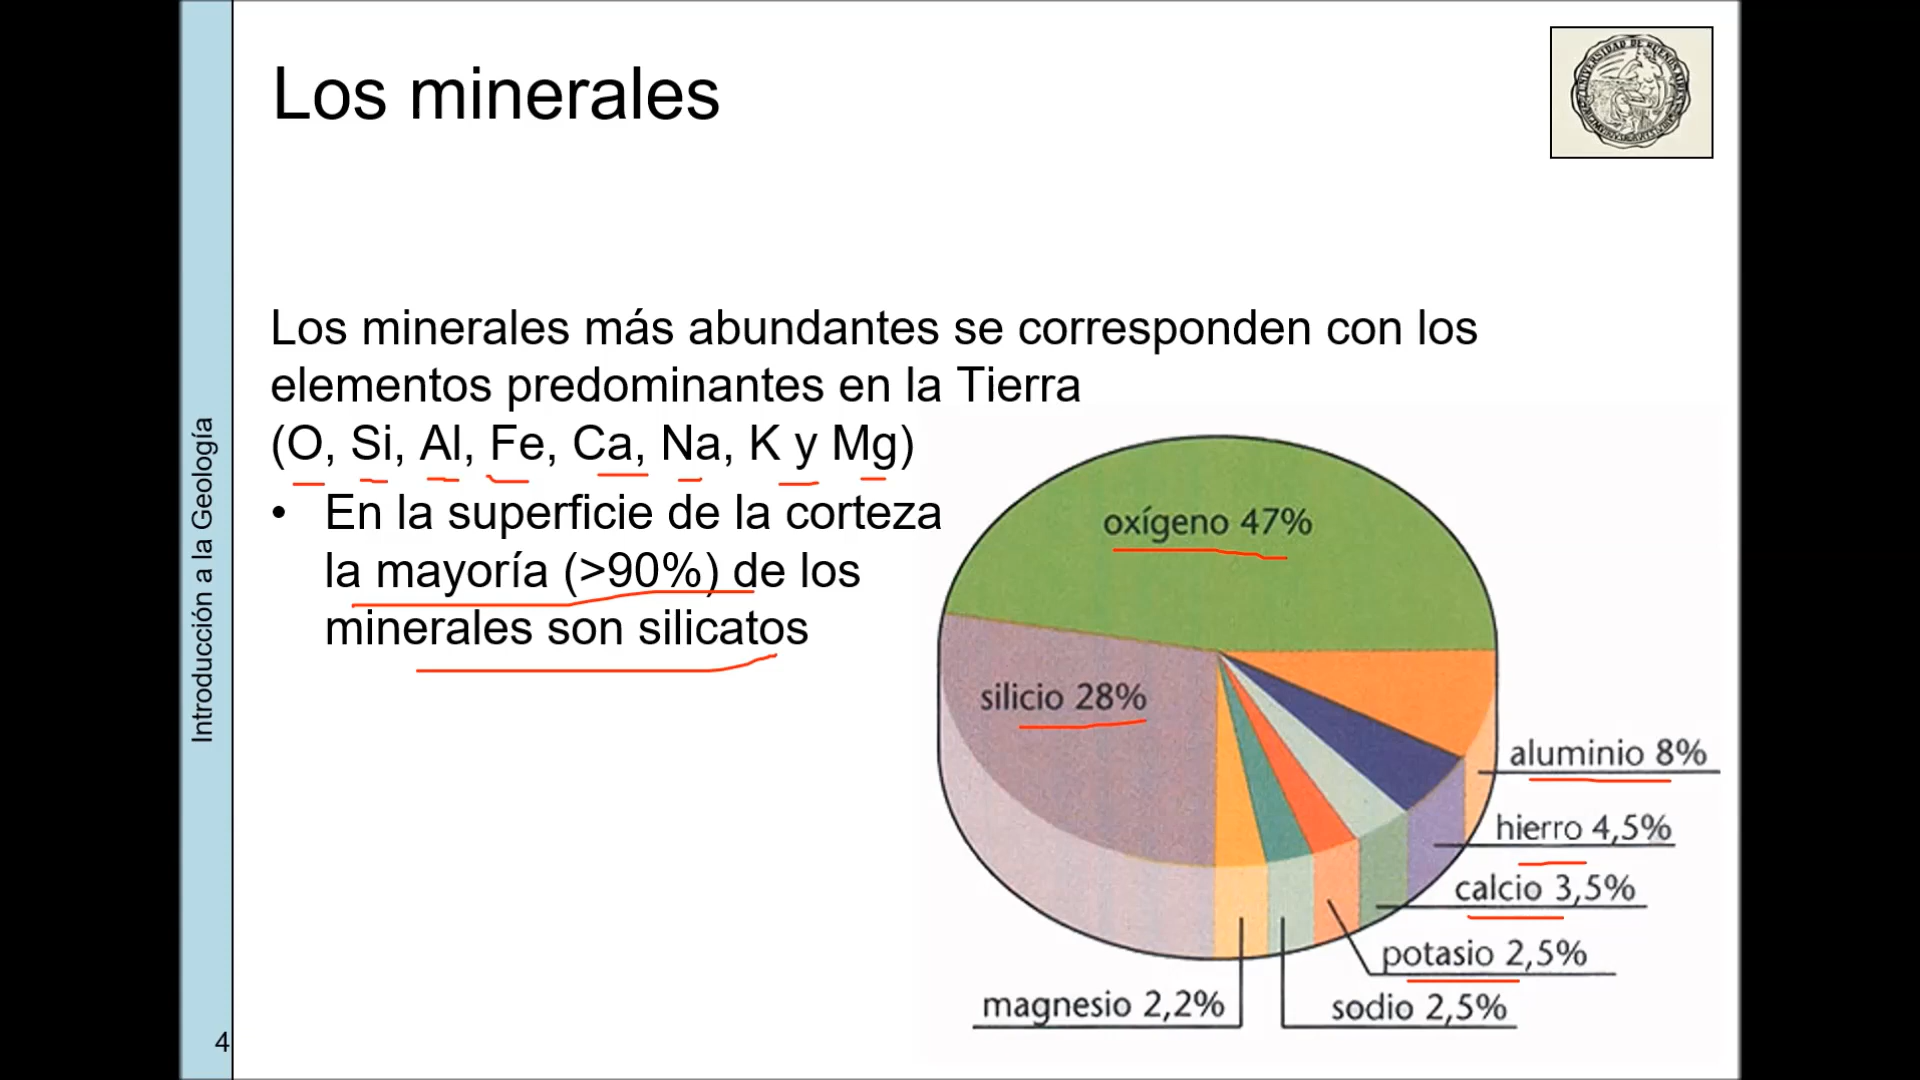 Los minerales
Los minerales más abundantes se corresponden con los
elementos predominantes en la Tierra
(O, Si, Al, Fe, Ca, Na, K y Mg)
• En la superficie de la corteza
la mayoría (>90%) de los
minerales son silicatos
oxígeno 47%
silicio 28%
aluminio 8%
hierro 4,5%
calcio 3,5%
potasio 2,5%
magnesio 2,2%
sodio 2,5%
Introducción a la Geología
4